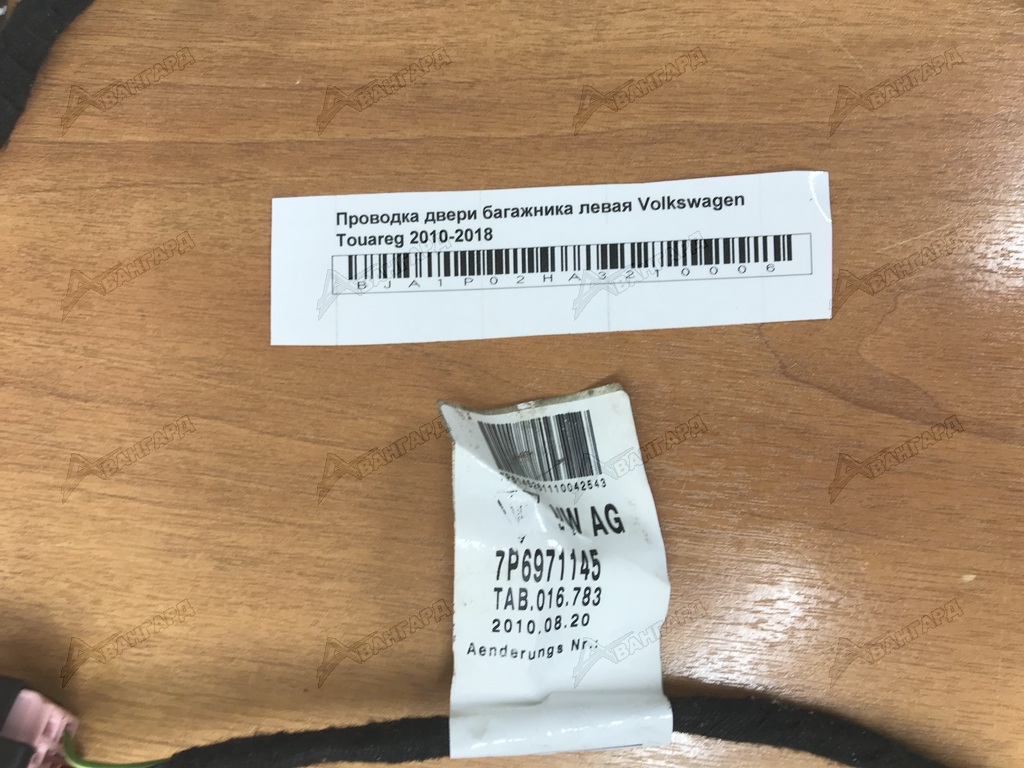 Проводка двери багажника левая Volkswagen
Touareg 2010-2018
BJA1P02HA3210006
VW AG
7P6971145
TAB.016.783
2010.08.20
Aenderungs Nr.:
АВАНГАРД